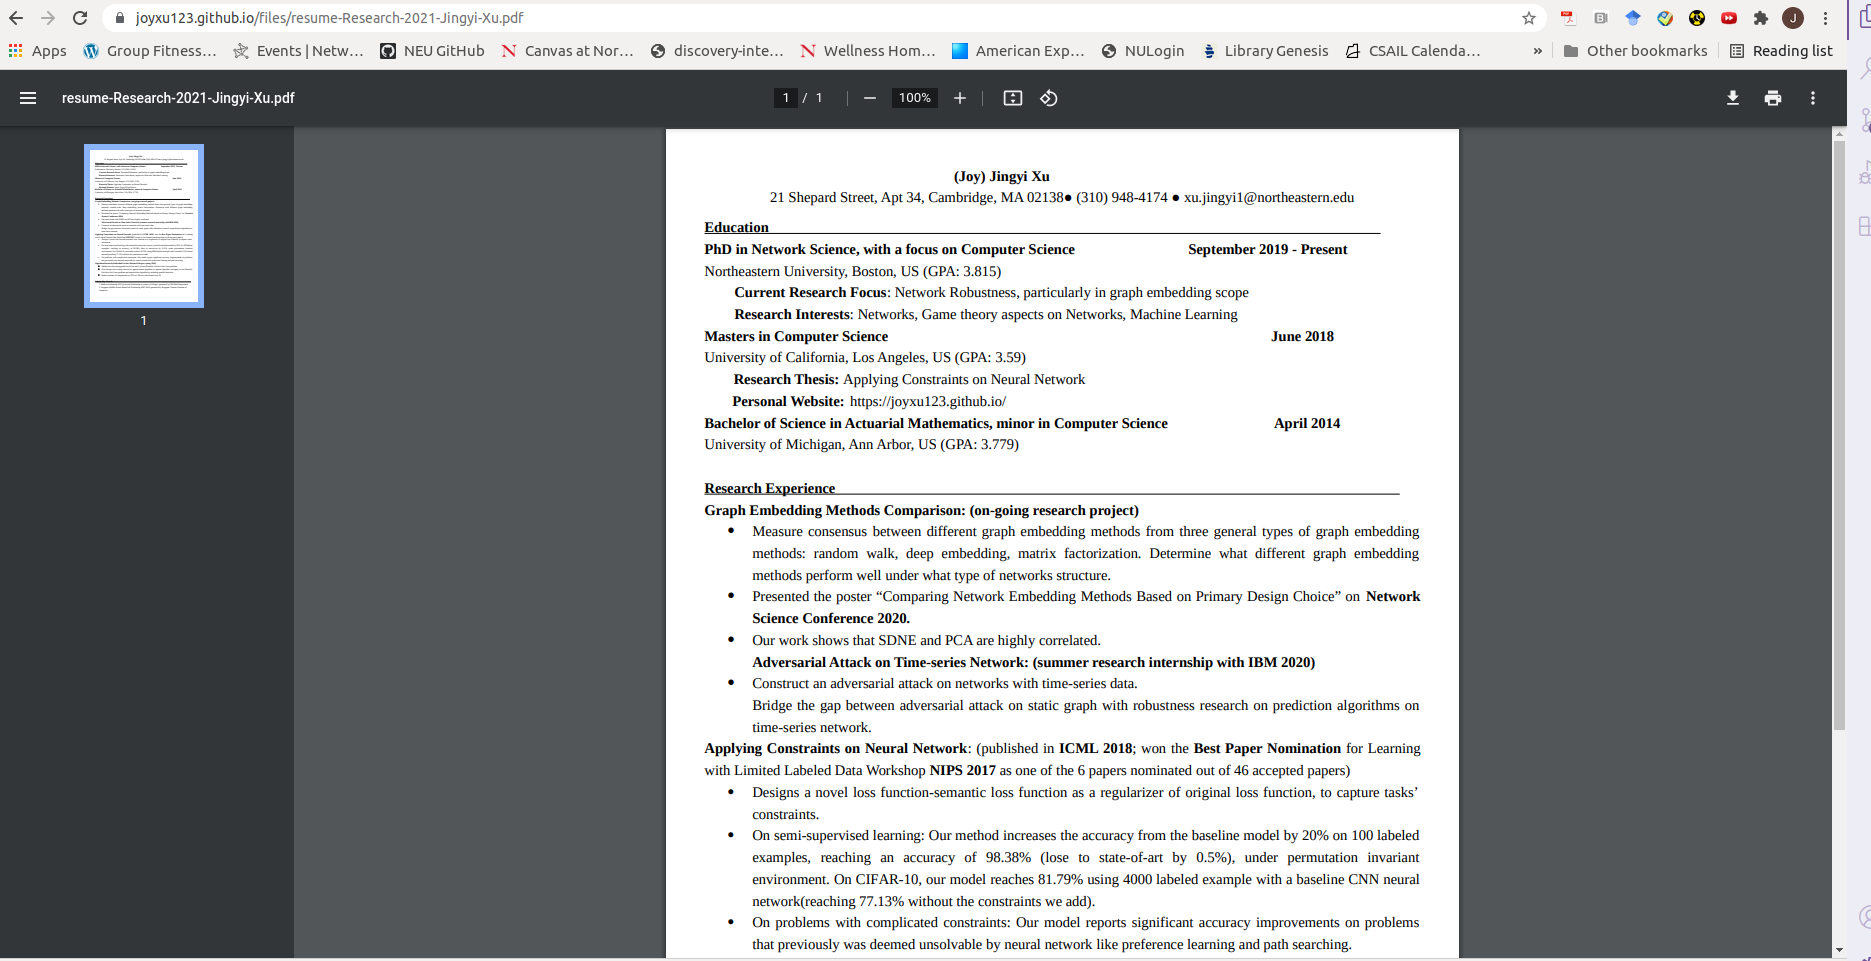 joyxu123.github.io/files/resume-Research-2021-Jingyi-Xu.pdf
J
Apps Group Fitness… Events | Netw… NEU GitHub Canvas at Nor… discovery-inte… Wellness Hom… American Exp… NULogin Library Genesis CSAIL Calenda… » Other bookmarks Reading list
resume-Research-2021-Jingyi-Xu.pdf 1 / 1 100%
1
(Joy) Jingyi Xu
21 Shepard Street, Apt 34, Cambridge, MA 02138● (310) 948-4174 ● xu.jingyi1@northeastern.edu
Education
PhD in Network Science, with a focus on Computer Science September 2019 - Present
Northeastern University, Boston, US (GPA: 3.815)
Current Research Focus: Network Robustness, particularly in graph embedding scope
Research Interests: Networks, Game theory aspects on Networks, Machine Learning
Masters in Computer Science June 2018
University of California, Los Angeles, US (GPA: 3.59)
Research Thesis: Applying Constraints on Neural Network
Personal Website: https://joyxu123.github.io/
Bachelor of Science in Actuarial Mathematics, minor in Computer Science April 2014
University of Michigan, Ann Arbor, US (GPA: 3.779)
Research Experience
Graph Embedding Methods Comparison: (on-going research project)
● Measure consensus between different graph embedding methods from three general types of graph embedding
methods: random walk, deep embedding, matrix factorization. Determine what different graph embedding
methods perform well under what type of networks structure.
● Presented the poster “Comparing Network Embedding Methods Based on Primary Design Choice” on Network
Science Conference 2020.
● Our work shows that SDNE and PCA are highly correlated.
Adversarial Attack on Time-series Network: (summer research internship with IBM 2020)
● Construct an adversarial attack on networks with time-series data.
Bridge the gap between adversarial attack on static graph with robustness research on prediction algorithms on
time-series network.
Applying Constraints on Neural Network: (published in ICML 2018; won the Best Paper Nomination for Learning
with Limited Labeled Data Workshop NIPS 2017 as one of the 6 papers nominated out of 46 accepted papers)
● Designs a novel loss function-semantic loss function as a regularizer of original loss function, to capture tasks’
constraints.
● On semi-supervised learning: Our method increases the accuracy from the baseline model by 20% on 100 labeled
examples, reaching an accuracy of 98.38% (lose to state-of-art by 0.5%), under permutation invariant
environment. On CIFAR-10, our model reaches 81.79% using 4000 labeled example with a baseline CNN neural
network(reaching 77.13% without the constraints we add).
● On problems with complicated constraints: Our model reports significant accuracy improvements on problems
that previously was deemed unsolvable by neural network like preference learning and path searching.